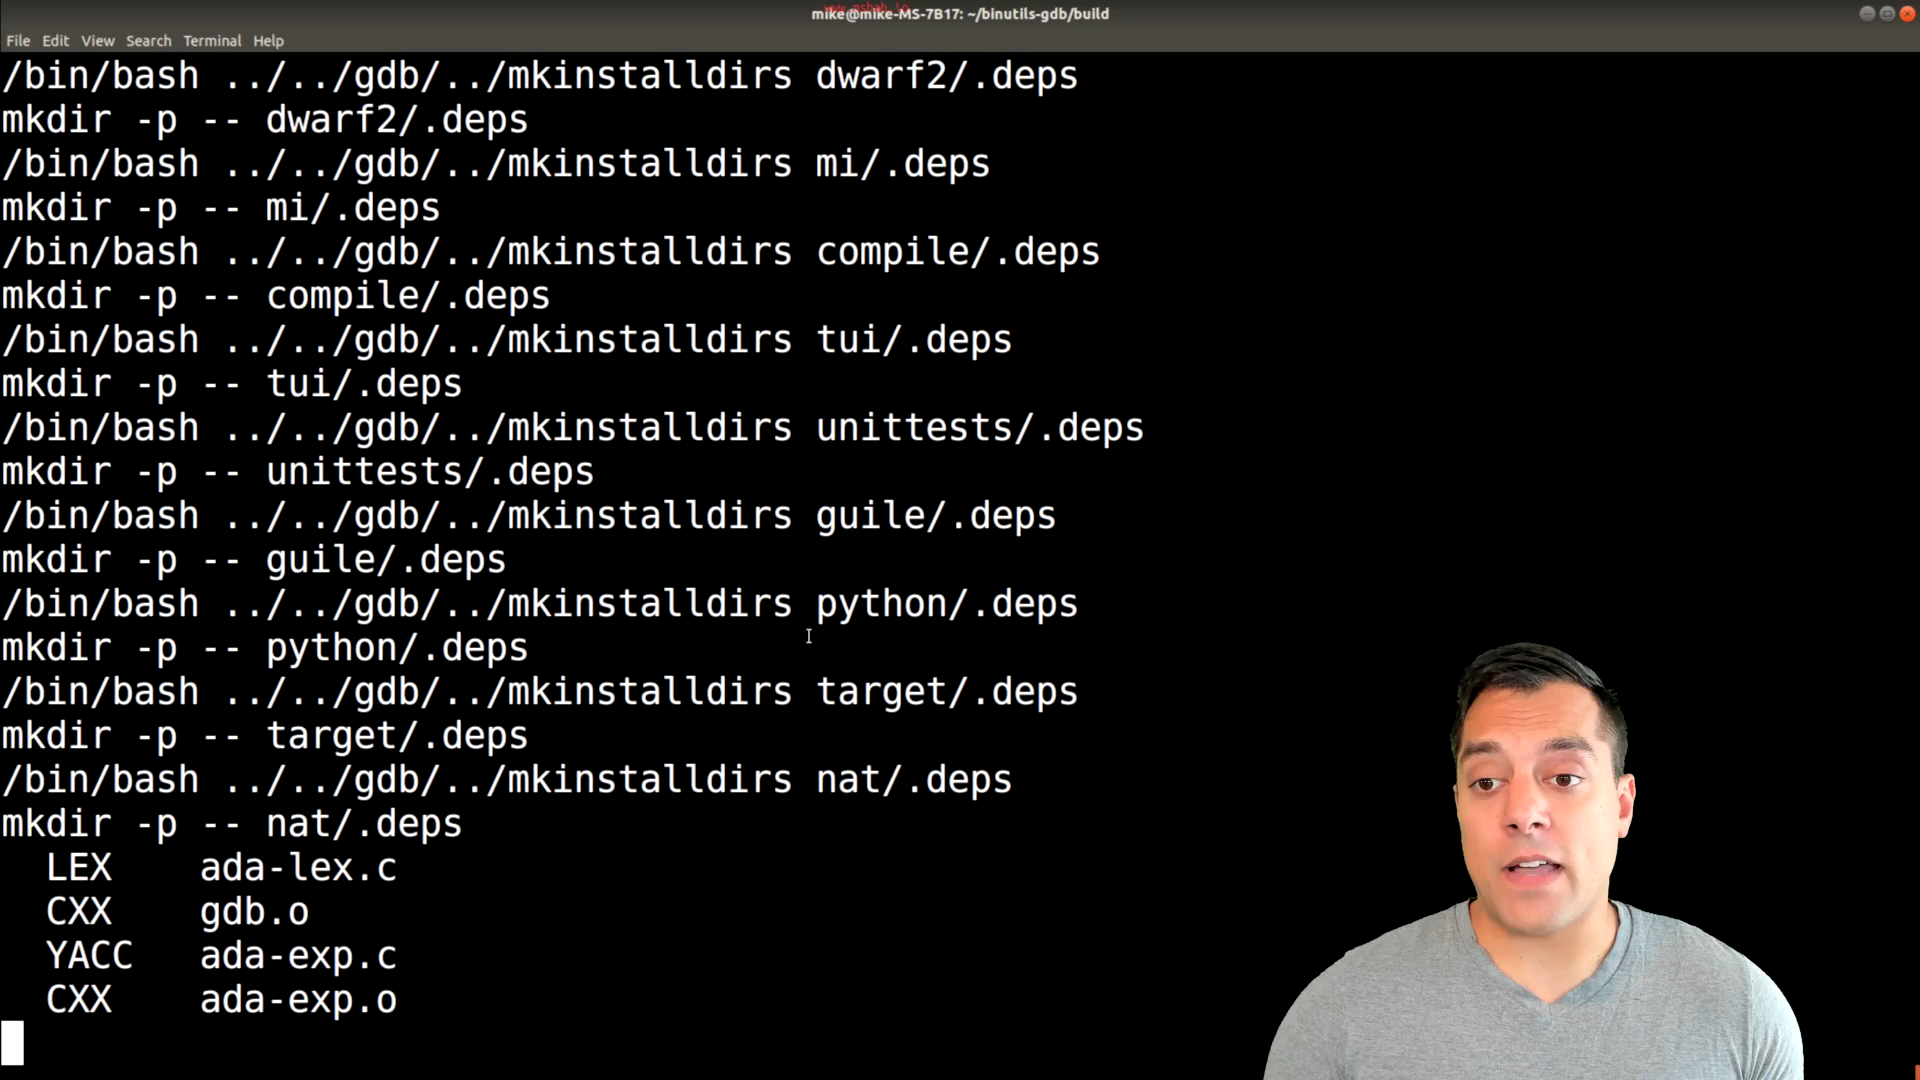 www.mshah.io
mike@mike-MS-7B17: ~/binutils-gdb/build
File Edit View Search Terminal Help
/bin/bash ../../gdb/../mkinstalldirs dwarf2/.deps
mkdir -p -- dwarf2/.deps
/bin/bash ../../gdb/../mkinstalldirs mi/.deps
mkdir -p -- mi/.deps
/bin/bash ../../gdb/../mkinstalldirs compile/.deps
mkdir -p -- compile/.deps
/bin/bash ../../gdb/../mkinstalldirs tui/.deps
mkdir -p -- tui/.deps
/bin/bash ../../gdb/../mkinstalldirs unittests/.deps
mkdir -p -- unittests/.deps
/bin/bash ../../gdb/../mkinstalldirs guile/.deps
mkdir -p -- guile/.deps
/bin/bash ../../gdb/../mkinstalldirs python/.deps
mkdir -p -- python/.deps
/bin/bash ../../gdb/../mkinstalldirs target/.deps
mkdir -p -- target/.deps
/bin/bash ../../gdb/../mkinstalldirs nat/.deps
mkdir -p -- nat/.deps
LEX ada-lex.c
CXX gdb.o
YACC ada-exp.c
CXX ada-exp.o